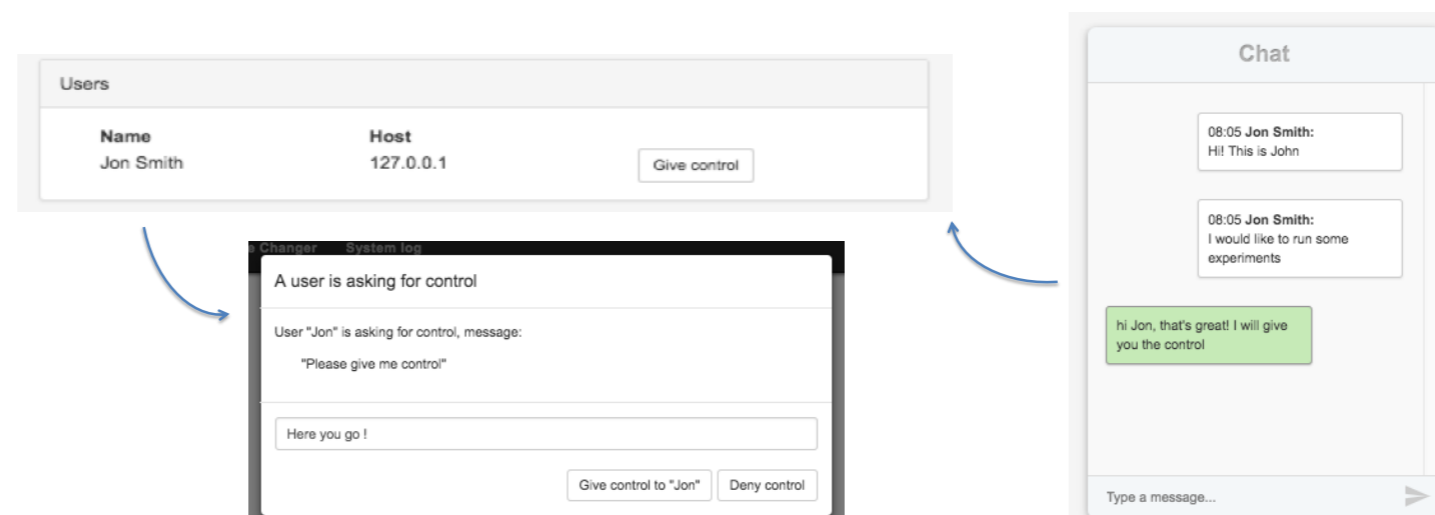 Users
Name Host
Jon Smith 127.0.0.1 Give control
Changer System log
A user is asking for control
User "Jon" is asking for control, message:
"Please give me control"
Here you go !
Give control to "Jon" Deny control
Chat
08:05 Jon Smith:
Hi! This is John
08:05 Jon Smith:
I would like to run some
experiments
hi Jon, that's great! I will give
you the control
Type a message...